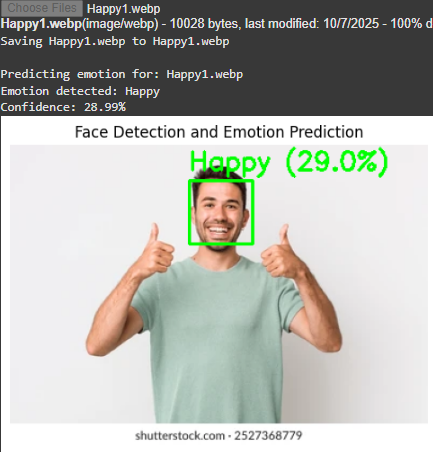 Choose Files Happy1.webp
Happy1.webp(image/webp) - 10028 bytes, last modified: 10/7/2025 - 100% d
Saving Happy1.webp to Happy1.webp
Predicting emotion for: Happy1.webp
Emotion detected: Happy
Confidence: 28.99%
Face Detection and Emotion Prediction
Happy (29.0%)
shutterstock.com · 2527368779